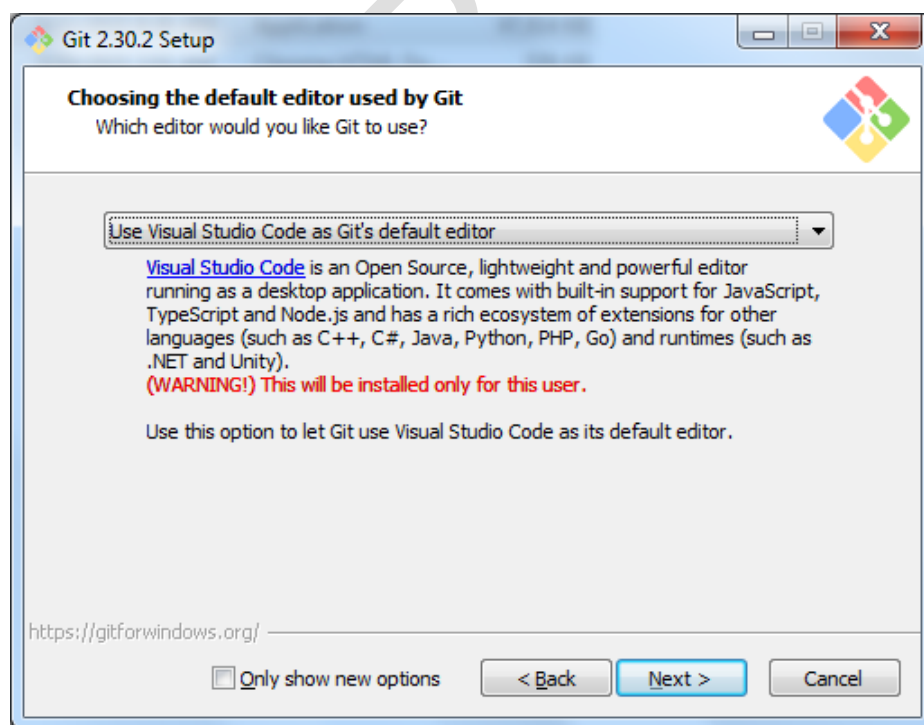 Git 2.30.2 Setup
Choosing the default editor used by Git
Which editor would you like Git to use?
Use Visual Studio Code as Git's default editor
Visual Studio Code is an Open Source, lightweight and powerful editor
running as a desktop application. It comes with built-in support for JavaScript,
TypeScript and Node.js and has a rich ecosystem of extensions for other
languages (such as C++, C#, Java, Python, PHP, Go) and runtimes (such as
.NET and Unity).
(WARNING!) This will be installed only for this user.
Use this option to let Git use Visual Studio Code as its default editor.
https://gitforwindows.org/
Only show new options
< Back
Next >
Cancel